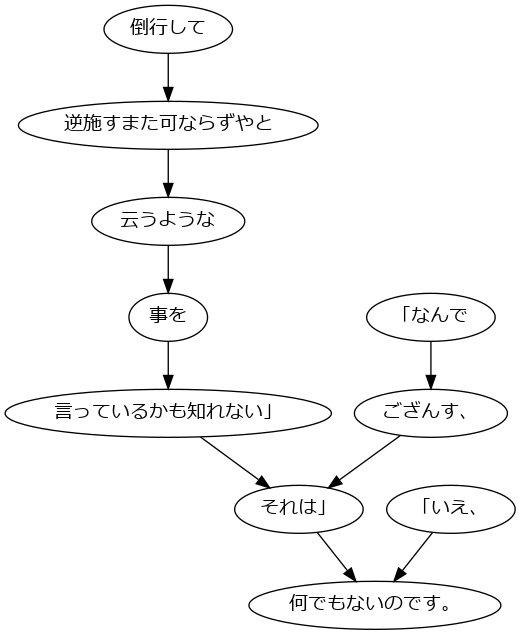 倒行して
逆施すまた可ならずやと
云うような
事を
「なんで
言っているかも知れない」
ござんす、
それは」
「いえ、
何でもないのです。